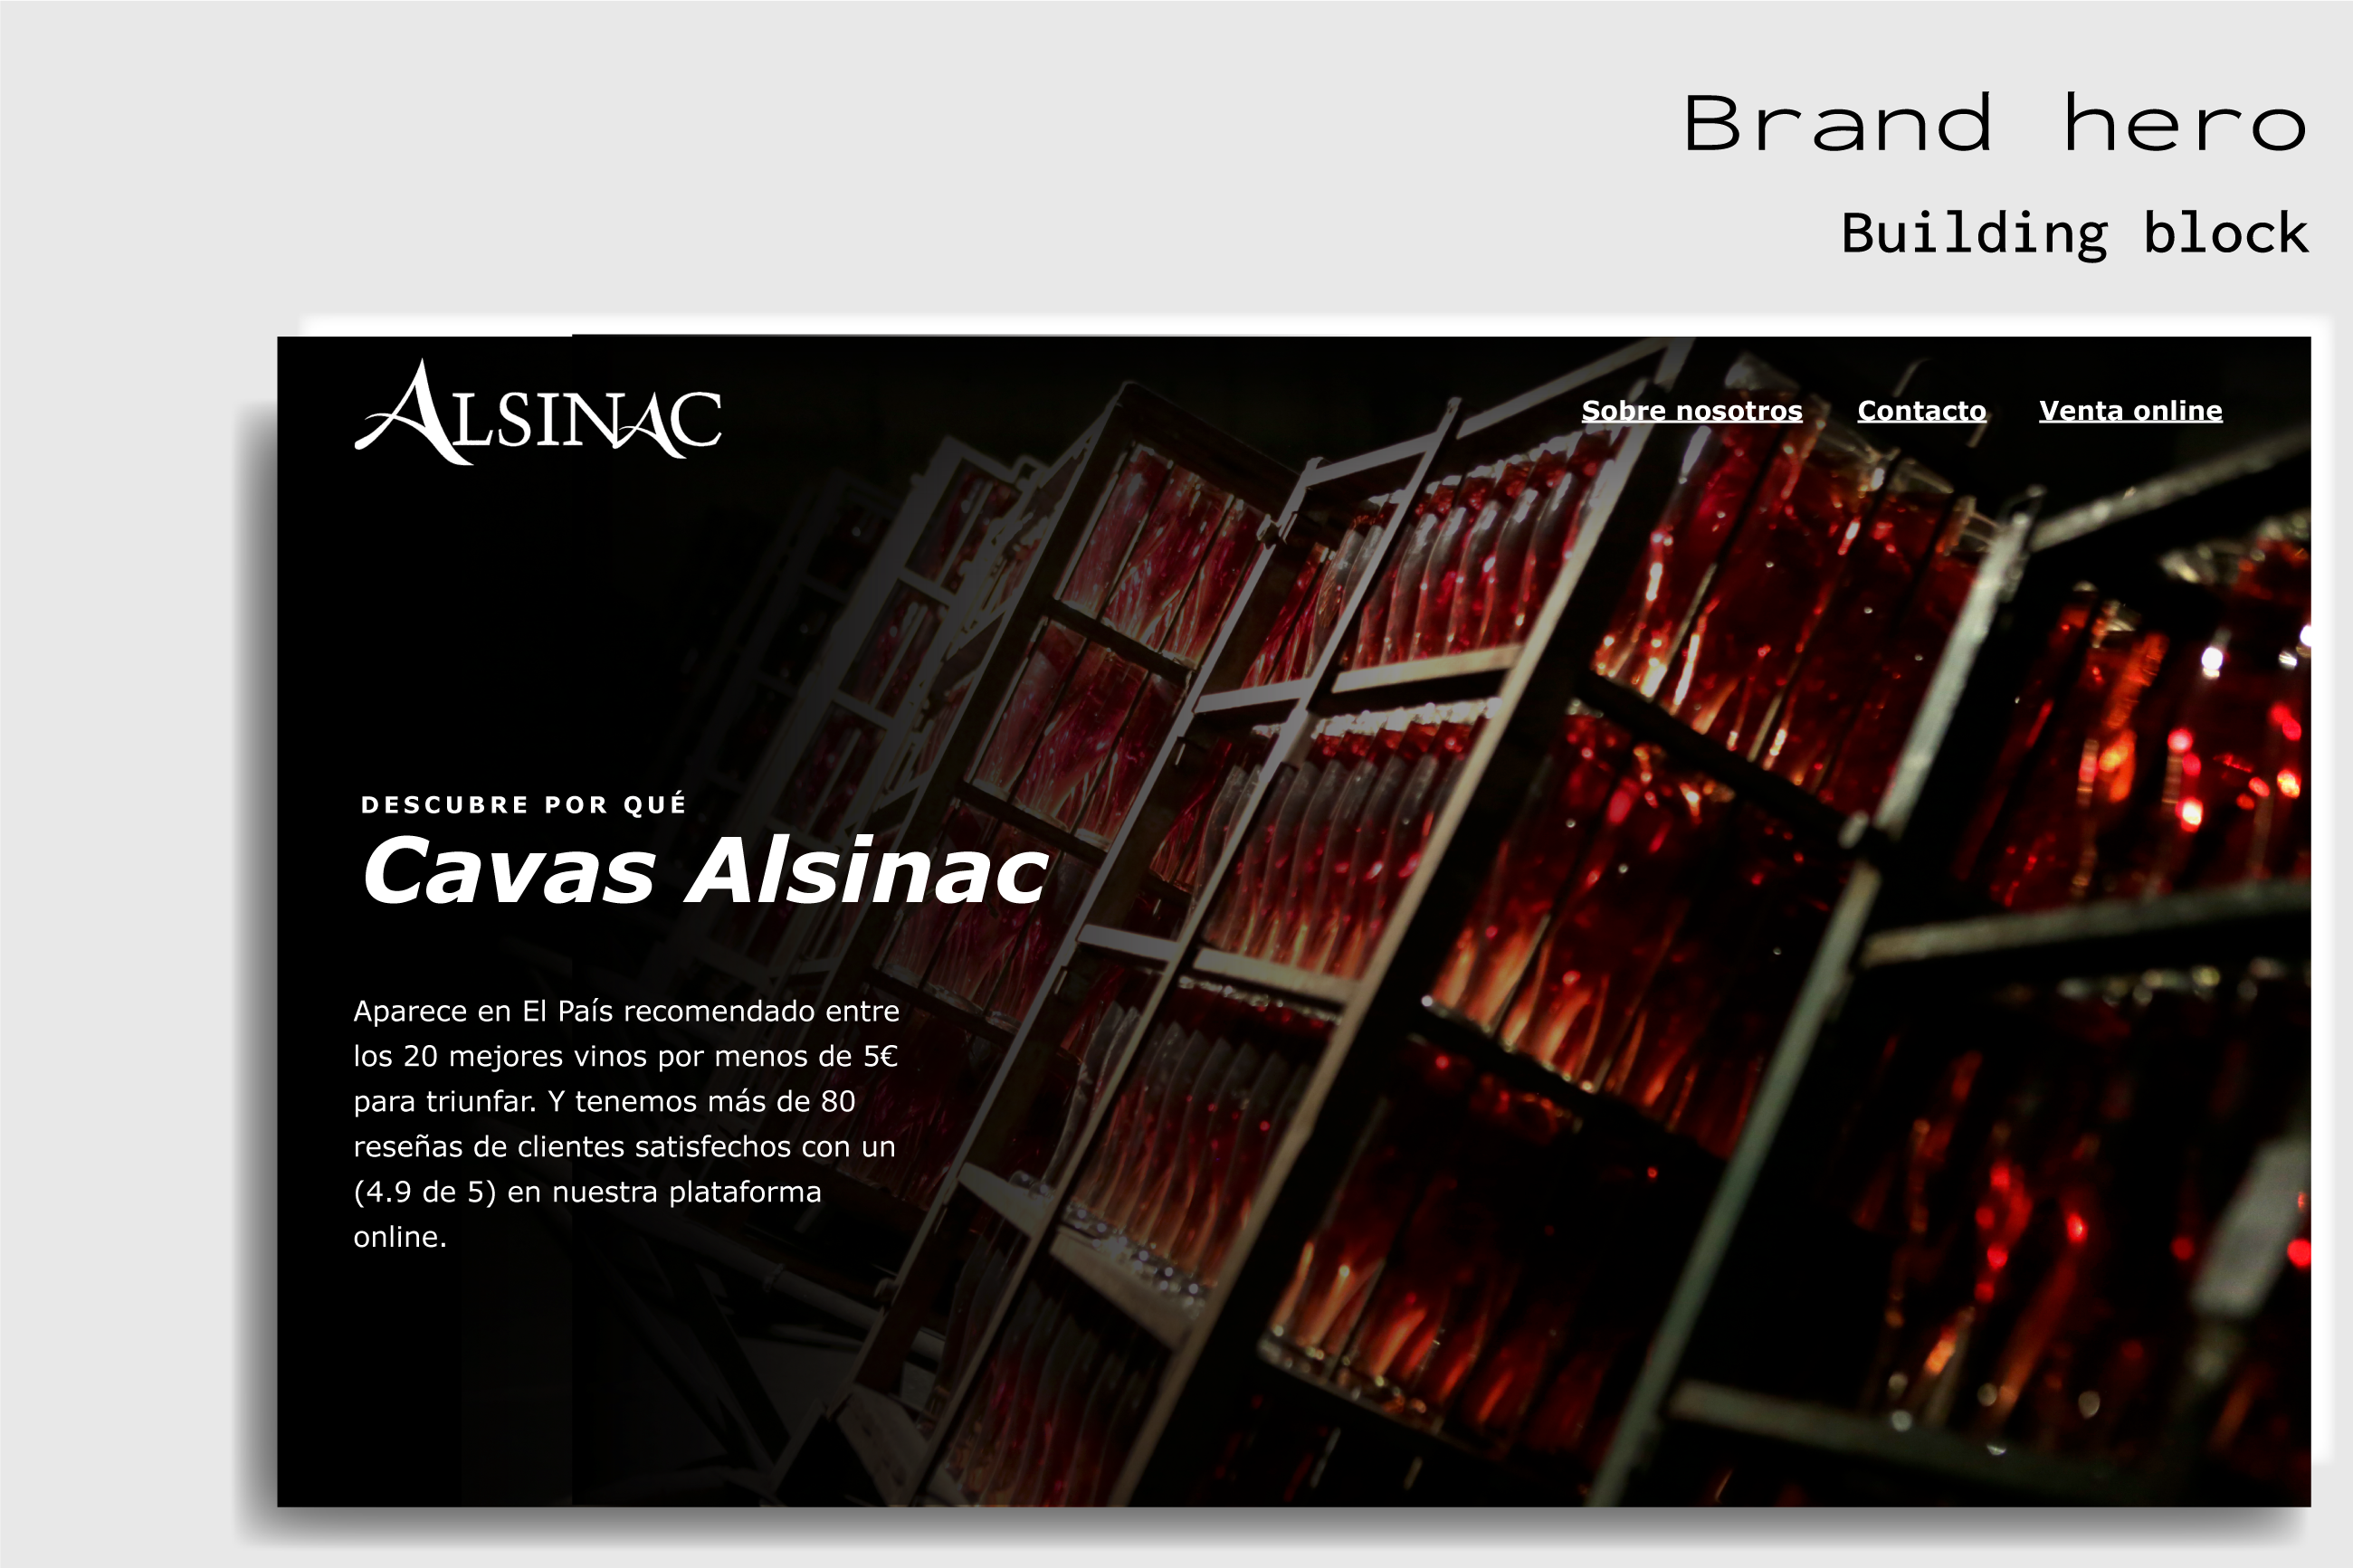 Brand hero
Building block
ALSINAC
Sobre nosotros Contacto Venta online
DESCUBRE POR QUÉ
Cavas Alsinac
Aparece en El País recomendado entre
los 20 mejores vinos por menos de 5€
para triunfar. Y tenemos más de 80
reseñas de clientes satisfechos con un
(4.9 de 5) en nuestra plataforma
online.